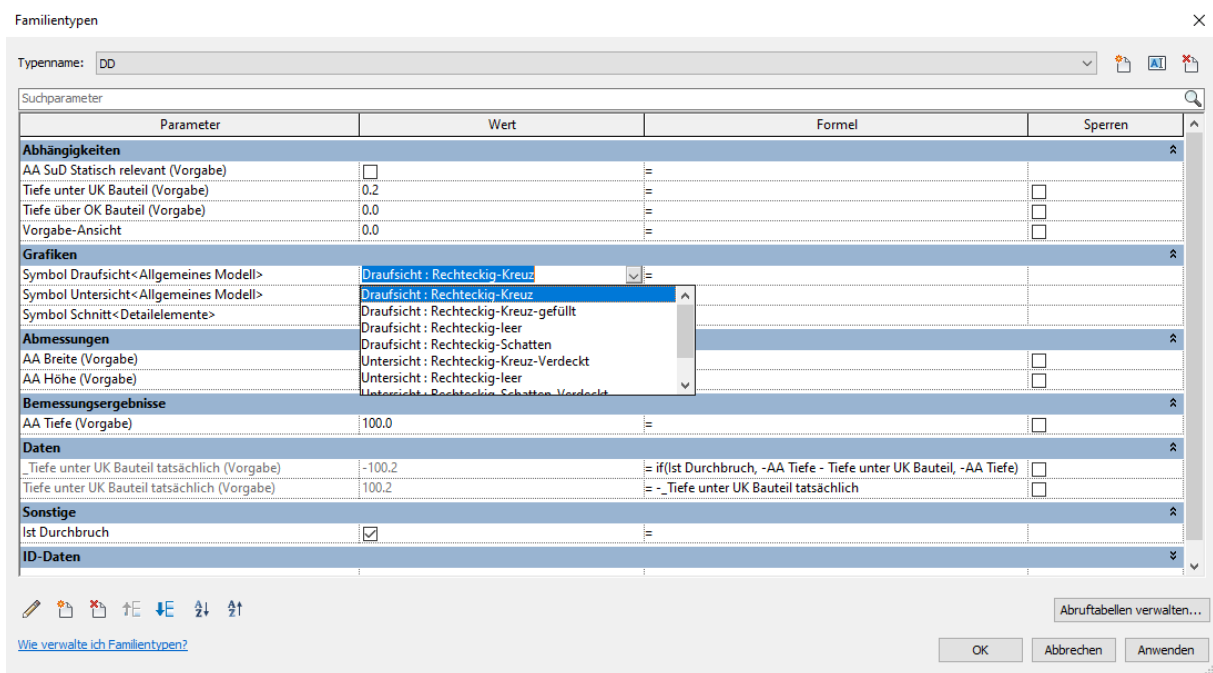 Familientypen
Typenname: DD
Suchparameter
Parameter Wert Formel Sperren
Abhängigkeiten
AA SuD Statisch relevant (Vorgabe) =
Tiefe unter UK Bauteil (Vorgabe) 0.2 =
Tiefe über OK Bauteil (Vorgabe) 0.0 =
Vorgabe-Ansicht 0.0 =
Grafiken
Symbol Draufsicht<Allgemeines Modell> Draufsicht : Rechteckig-Kreuz =
Symbol Untersicht<Allgemeines Modell> Draufsicht : Rechteckig-Kreuz
Draufsicht : Rechteckig-Kreuz-gefüllt
Symbol Schnitt<Detailelemente> Draufsicht : Rechteckig-leer
Abmessungen Draufsicht : Rechteckig-Schatten
AA Breite (Vorgabe) Untersicht : Rechteckig-Kreuz-Verdeckt
AA Höhe (Vorgabe) Untersicht : Rechteckig-leer
Untersicht : Rechteckig-Schatten-Verdeckt
Bemessungsergebnisse
AA Tiefe (Vorgabe) 100.0 =
Daten
_Tiefe unter UK Bauteil tatsächlich (Vorgabe) -100.2 = if(Ist Durchbruch, -AA Tiefe - Tiefe unter UK Bauteil, -AA Tiefe)
Tiefe unter UK Bauteil tatsächlich (Vorgabe) 100.2 = -_Tiefe unter UK Bauteil tatsächlich
Sonstige
Ist Durchbruch =
ID-Daten
Abruftabellen verwalten...
Wie verwalte ich Familientypen?
OK Abbrechen Anwenden